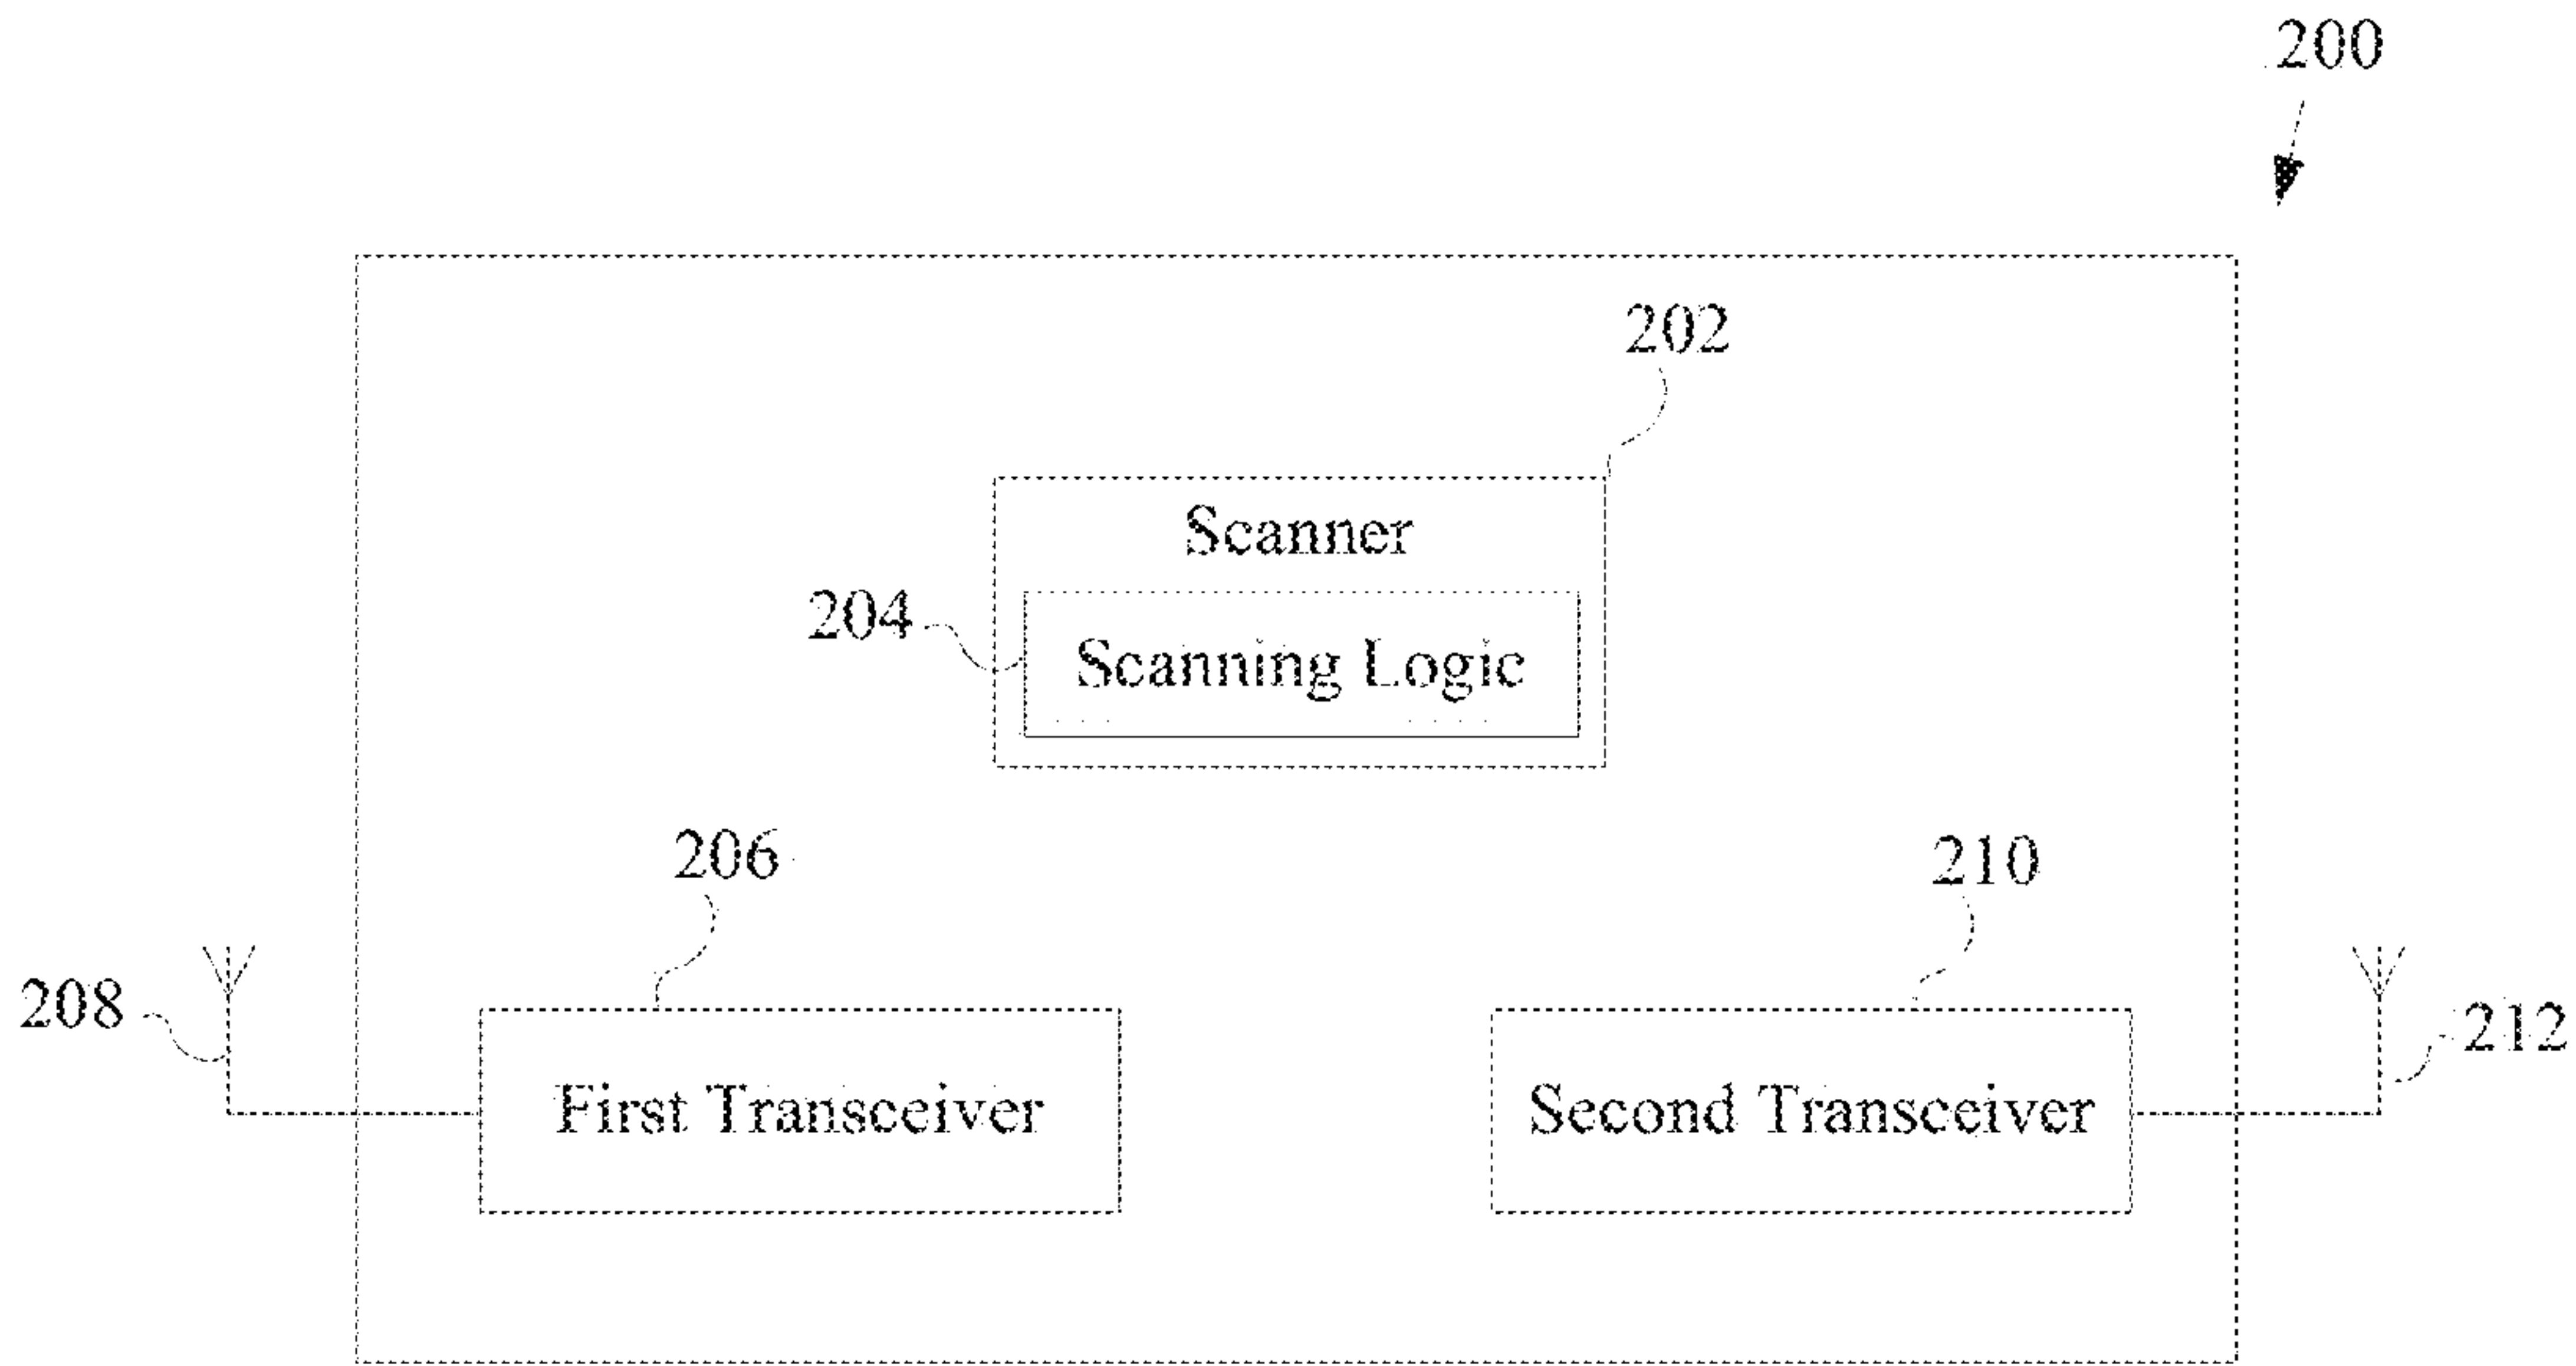 200
202
Scanner
204
Scanning Logic
206
210
208
212
First Transceiver
Second Transceiver